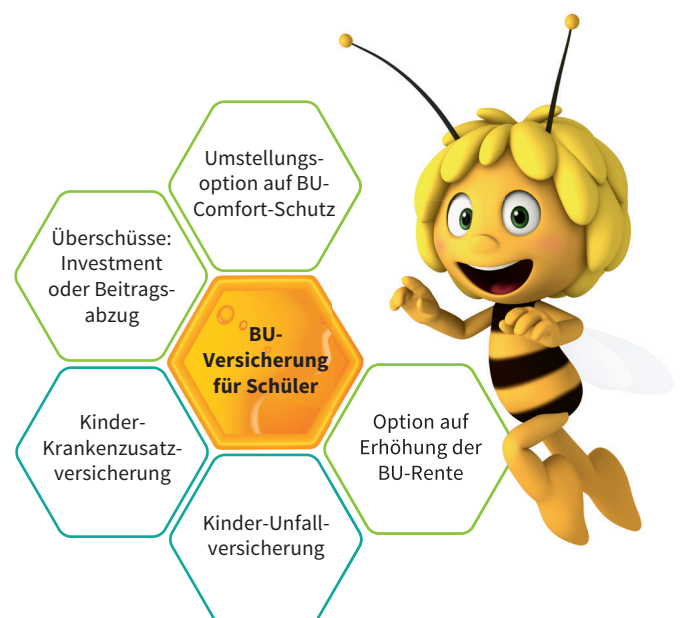 Umstellungs-
option auf BU-
Comfort-Schutz
Überschüsse:
Investment
oder Beitrags-
abzug
BU-
Versicherung
für Schüler
Kinder-
Krankenzusatz-
versicherung
Option auf
Erhöhung der
BU-Rente
Kinder-Unfall-
versicherung